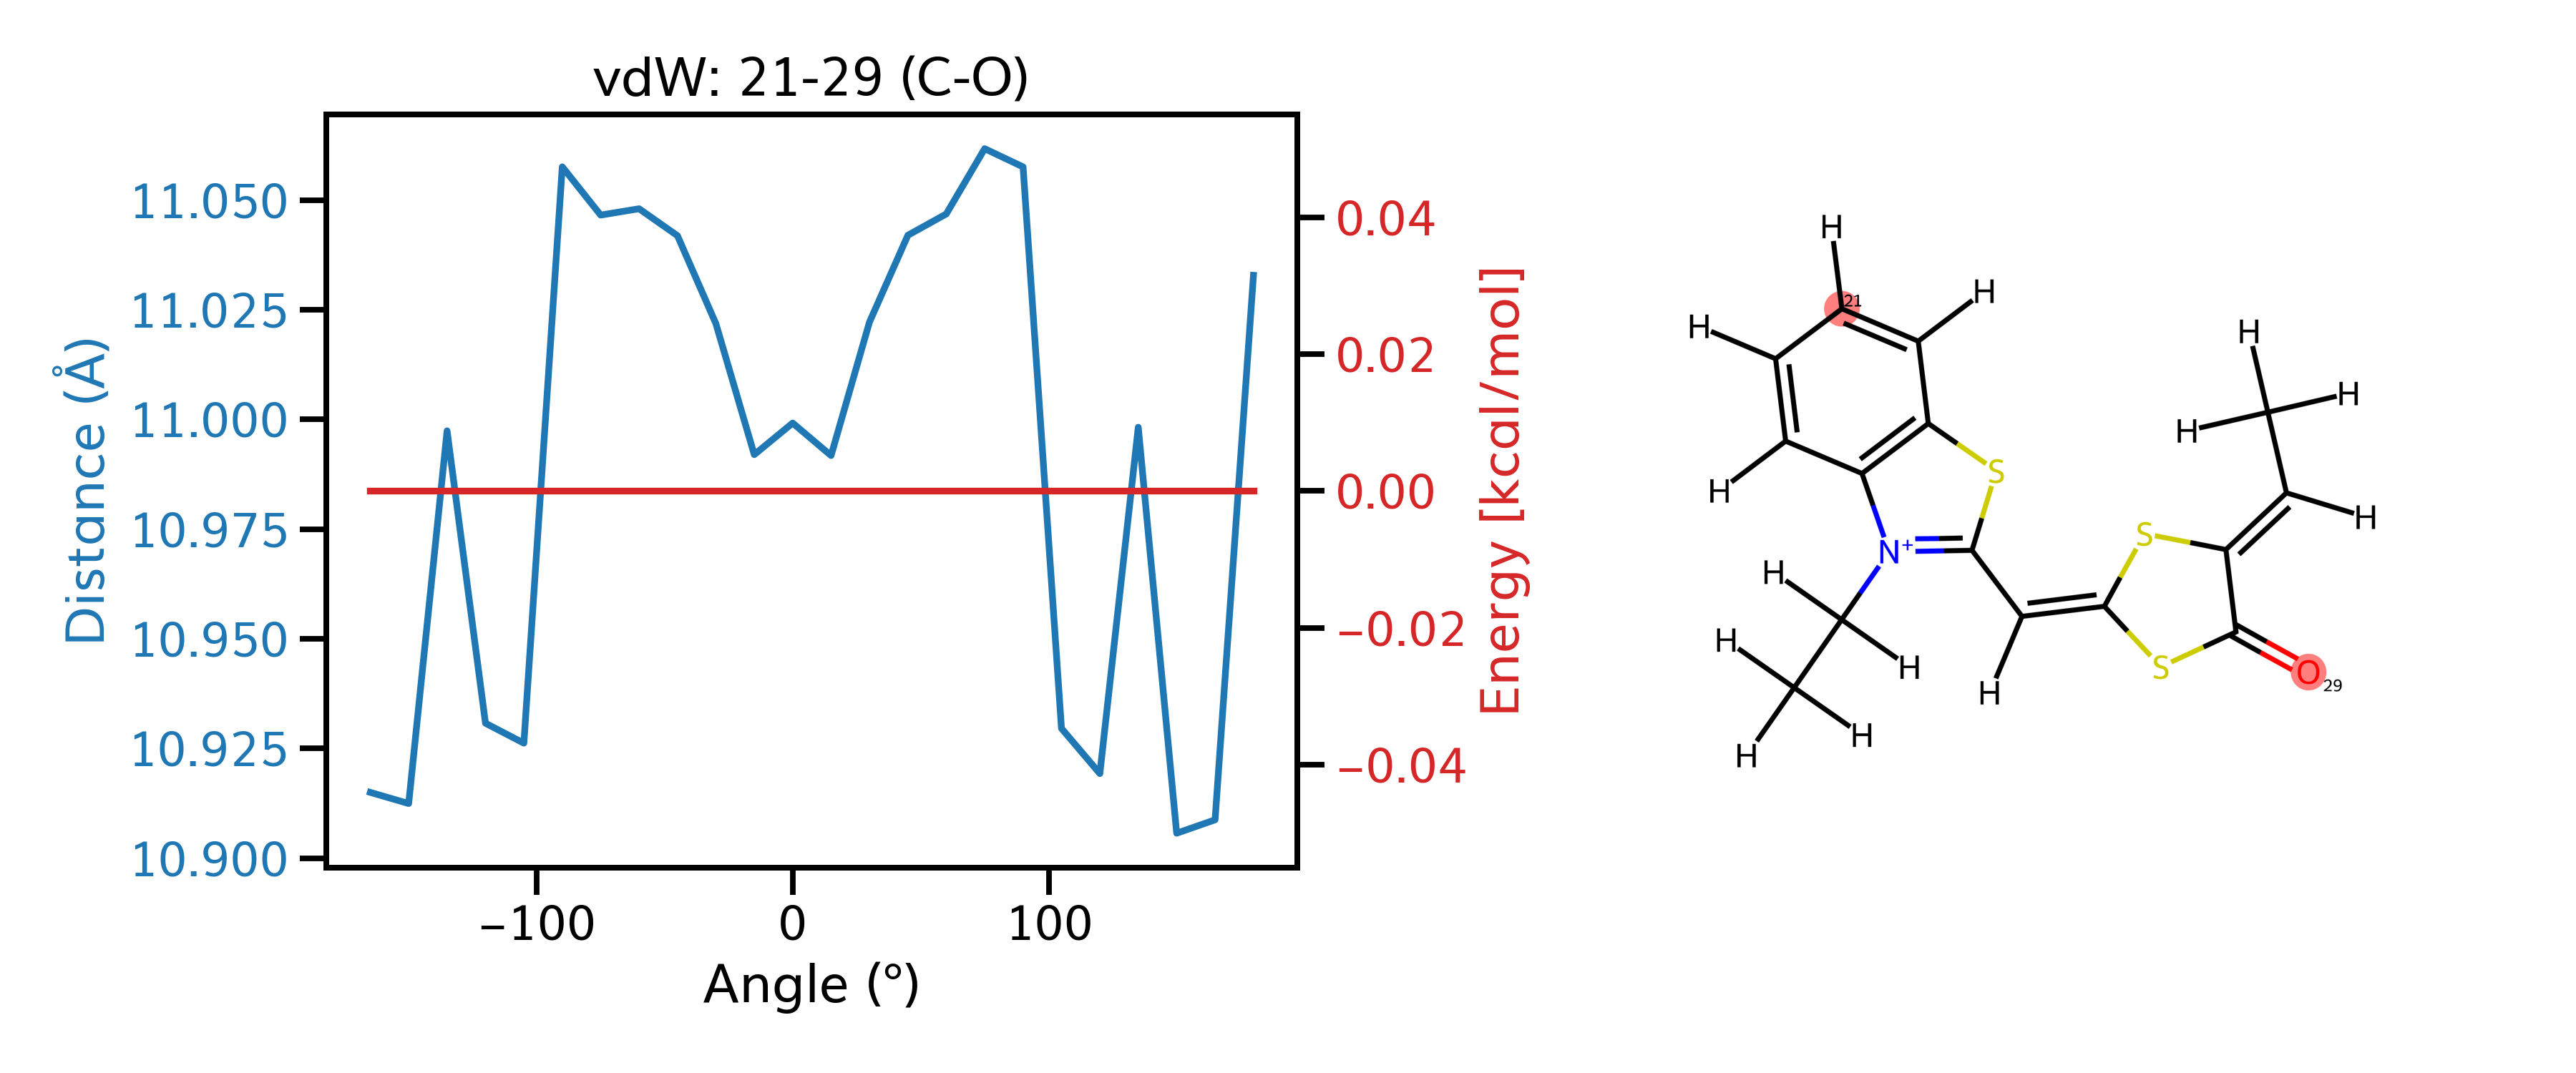 vdW: 21-29 (C-O)
11.050
11.025
11.000
10.975
10.950
10.925
10.900
Distance (Å)
0.04
0.02
0.00
−0.02
−0.04
Energy [kcal/mol]
−100
0
100
Angle (°)
H
21
H
H
H
S
N+
H
H
H
H
H
H
S
S
O
29
H
H
H
H